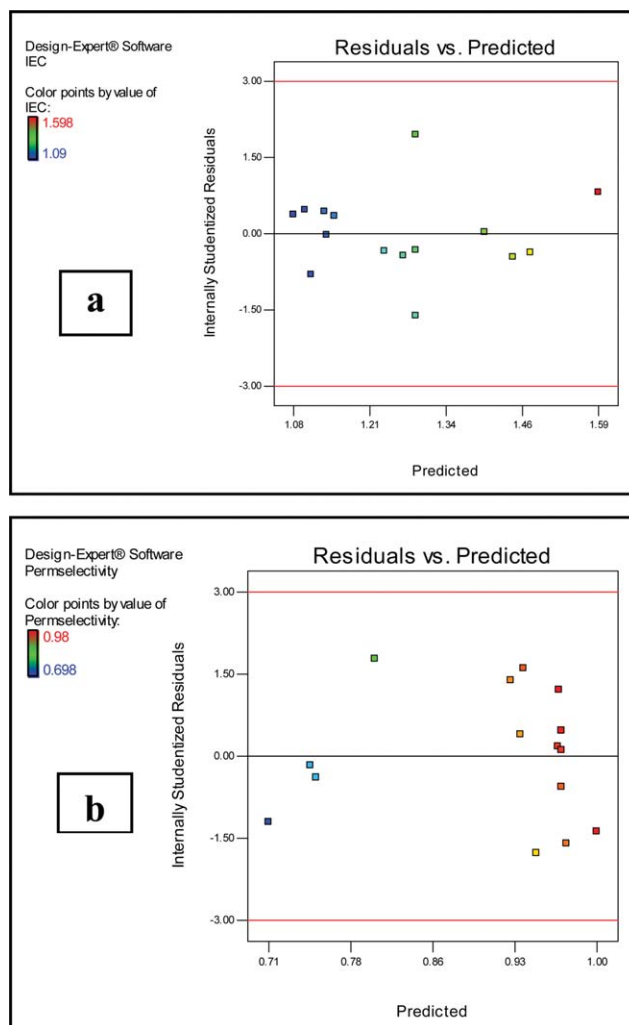 Design-Expert® Software
IEC
Color points by value of
IEC:
1.598
1.09
a
Residuals vs. Predicted
Internally Studentized Residuals
3.00
1.50
0.00
-1.50
-3.00
1.08
1.21
1.34
1.46
1.59
Predicted
Design-Expert® Software
Permselectivity
Color points by value of
Permselectivity:
0.98
0.698
b
Residuals vs. Predicted
Internally Studentized Residuals
3.00
1.50
0.00
-1.50
-3.00
0.71
0.78
0.86
0.93
1.00
Predicted